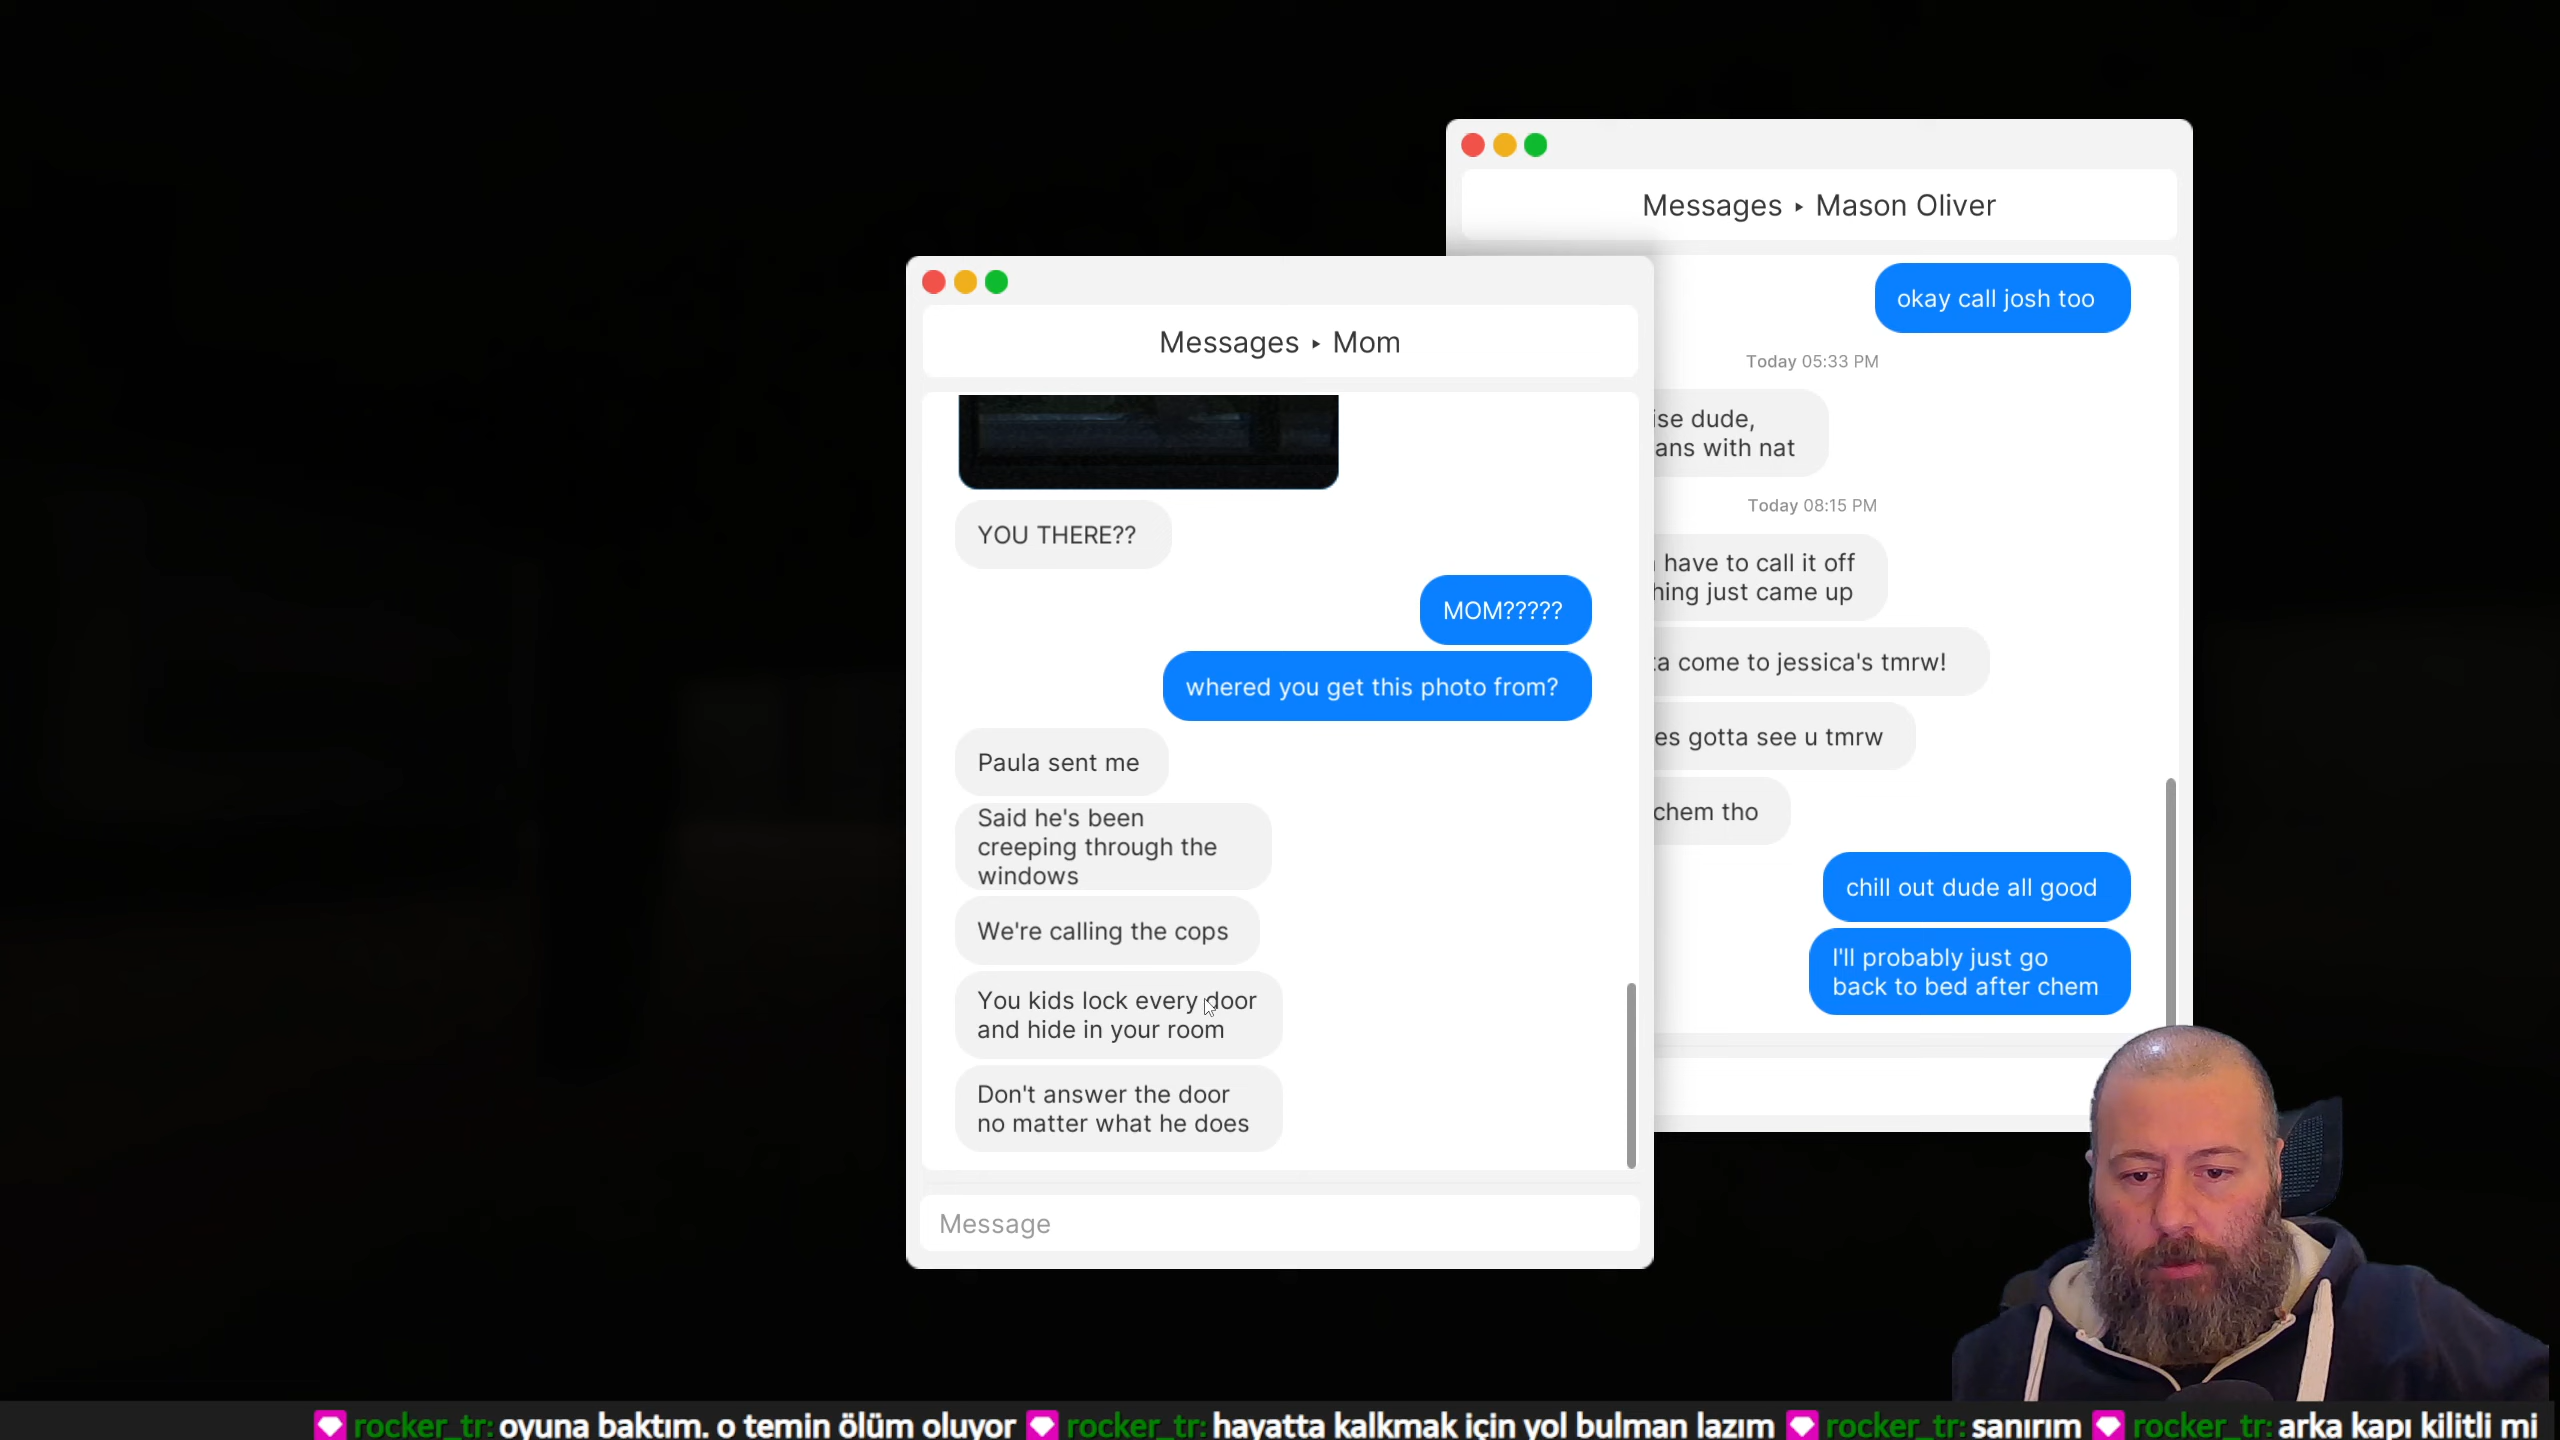 Messages ‣ Mason Oliver
okay call josh too
Today 05:33 PM
ise dude,
ans with nat
Today 08:15 PM
have to call it off
hing just came up
ta come to jessica's tmrw!
es gotta see u tmrw
chem tho
chill out dude all good
I'll probably just go
back to bed after chem
Messages ‣ Mom
YOU THERE??
MOM?????
whered you get this photo from?
Paula sent me
Said he's been
creeping through the
windows
We're calling the cops
You kids lock every door
and hide in your room
Don't answer the door
no matter what he does
Message
rocker_tr: oyuna baktım. o temin ölüm oluyor rocker_tr: hayatta kalkmak için yol bulman lazım rocker_tr: sanırım rocker_tr: arka kapı kilitli mi